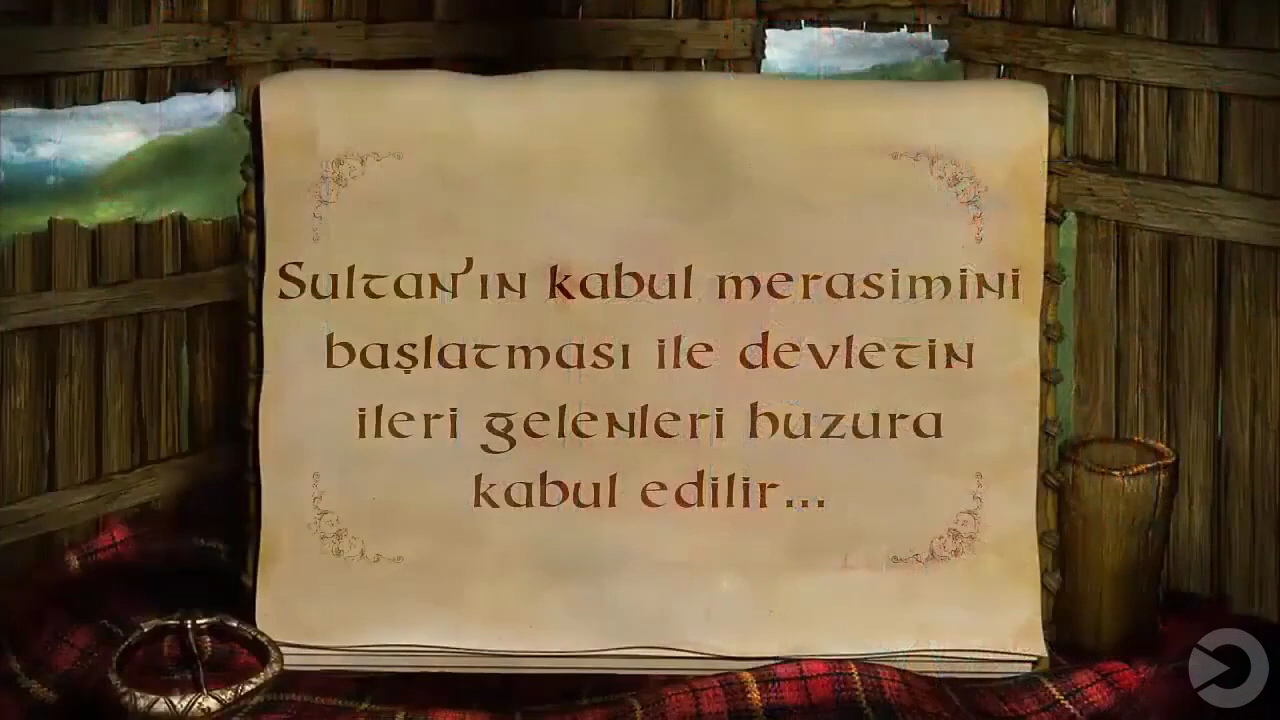 Sultan'ın kabul merasimini
başlatması ile devletin
ileri gelenleri huzura
kabul edilir...